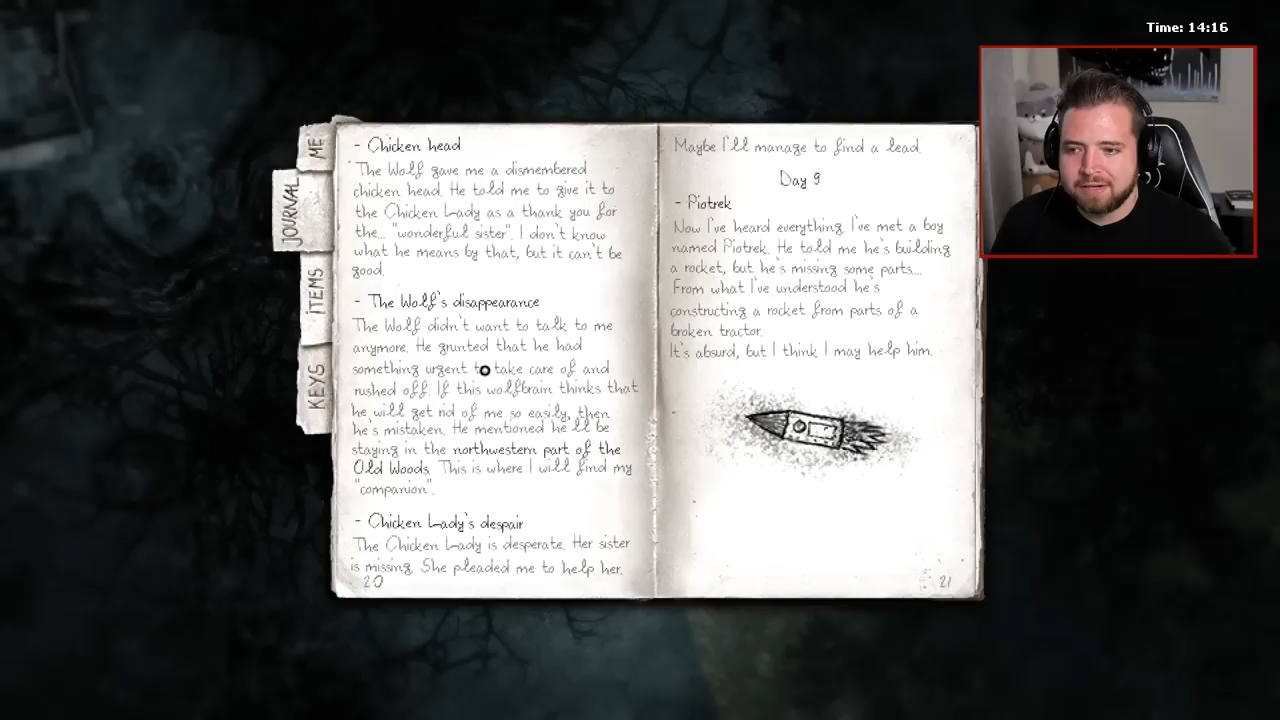 Time: 14:16
ME
JOURNAL
ITEMS
KEYS
- Chicken head
The Wolf gave me a dismembered
chicken head. He told me to give it to
the Chicken Lady as a thank you for
the... "wonderful sister". I don't know
what he means by that, but it can't be
good.
- The Wolf's disappearance
The Wolf didn't want to talk to me
anymore. He grunted that he had
something urgent to take care of and
rushed off. If this wolfbrain thinks that
he will get rid of me so easily, then
he's mistaken. He mentioned he'll be
staying in the northwestern part of the
Old Woods. This is where I will find my
"companion".
- Chicken Lady's despair
The Chicken Lady is desperate. Her sister
is missing. She pleaded me to help her.
20
Maybe I'll manage to find a lead.
Day 9
- Piotrek
Now I've heard everything. I've met a boy
named Piotrek. He told me he's building
a rocket, but he's missing some parts....
From what I've understood he's
constructing a rocket from parts of a
broken tractor.
It's absurd, but I think I may help him.
21